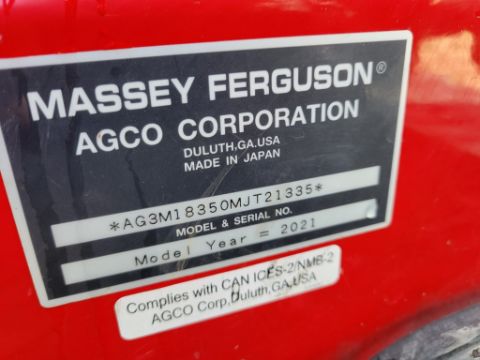 MASSEY FERGUSON®
AGCO CORPORATION
DULUTH,GA.USA
MADE IN JAPAN
*AG3M18350MJT21335*
MODEL & SERIAL NO.
Model Year = 2021
Complies with CAN ICES-2/NMB-2
AGCO Corp,Duluth,GA,USA